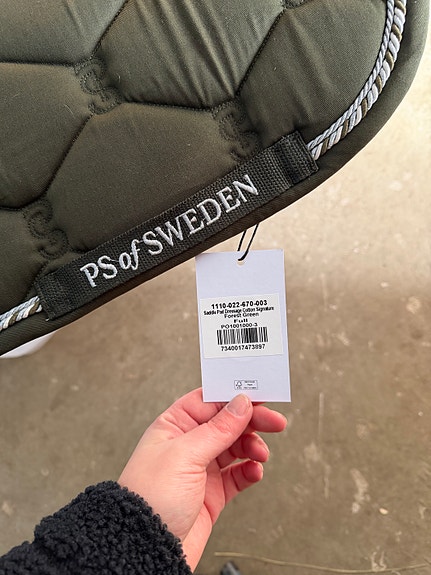 PS of SWEDEN
1110-022-670-003
Saddle Pad Dressage Cotton Signature
Forest Green
Full
PO1001000-3
7340017473897